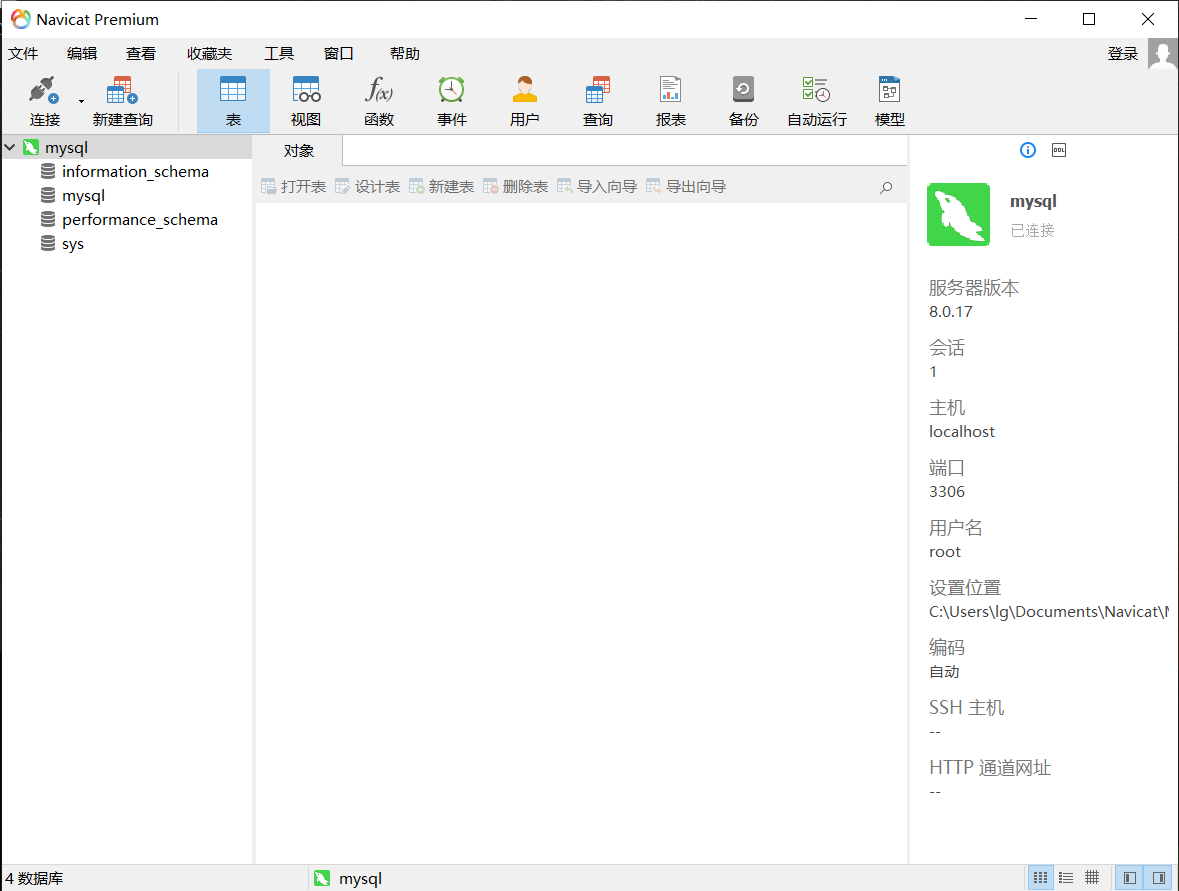 Navicat Premium
文件 编辑 查看 收藏夹 工具 窗口 帮助 登录
连接 新建查询 表 视图 f(x) 函数 事件 用户 查询 报表 备份 自动运行 模型
mysql
information_schema
mysql
performance_schema
sys
对象
打开表 设计表 新建表 删除表 导入向导 导出向导
DDL
mysql
已连接
服务器版本
8.0.17
会话
1
主机
localhost
端口
3306
用户名
root
设置位置
C:\Users\lg\Documents\Navicat\
编码
自动
SSH 主机
--
HTTP 通道网址
--
4 数据库 mysql